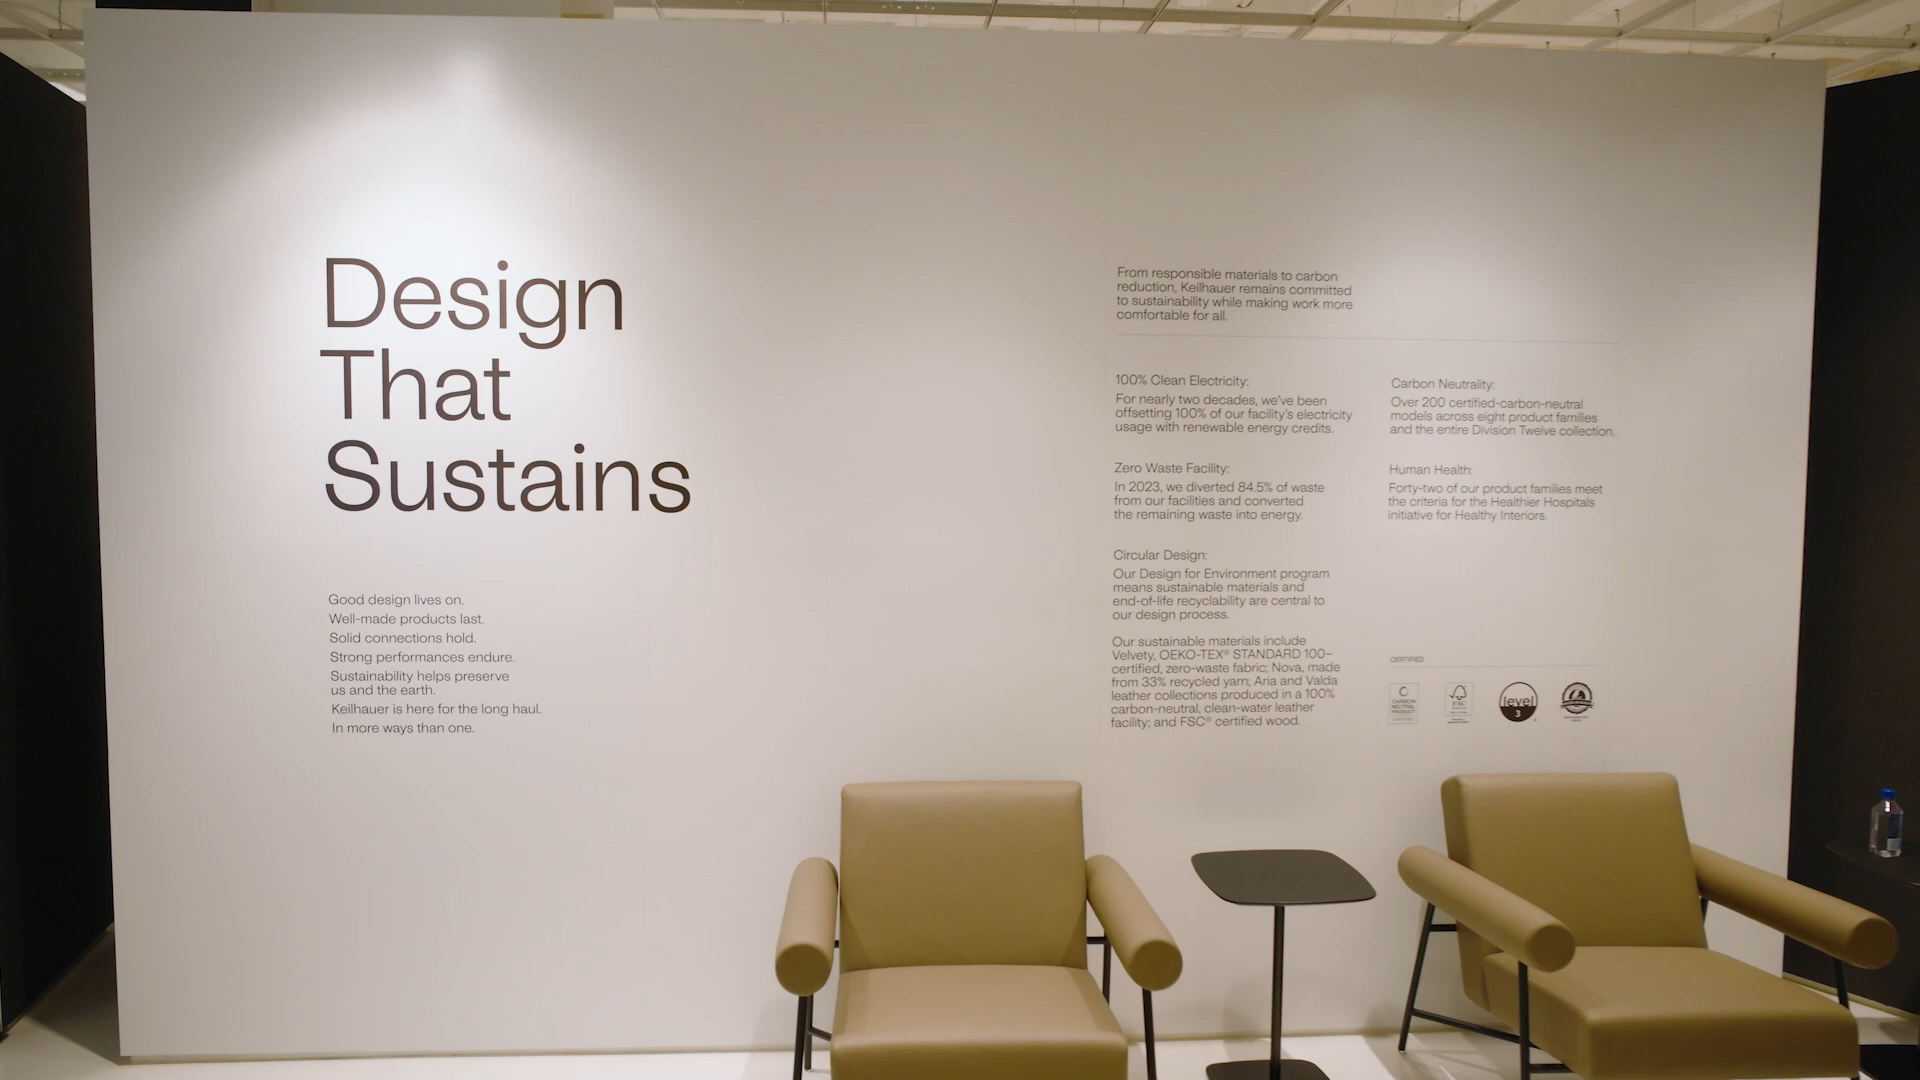 Design
That
Sustains
Good design lives on.
Well-made products last.
Solid connections hold.
Strong performances endure.
Sustainability helps preserve
us and the earth.
Keilhauer is here for the long haul.
In more ways than one.
From responsible materials to carbon
reduction, Keilhauer remains committed
to sustainability while making work more
comfortable for all.
100% Clean Electricity:
For nearly two decades, we've been
offsetting 100% of our facility's electricity
usage with renewable energy credits.
Zero Waste Facility:
In 2023, we diverted 84.5% of waste
from our facilities and converted
the remaining waste into energy.
Circular Design:
Our Design for Environment program
means sustainable materials and
end-of-life recyclability are central to
our design process.
Our sustainable materials include
Velvety, OEKO-TEX® STANDARD 100–
certified, zero-waste fabric; Nova, made
from 33% recycled yarn; Aria and Valda
leather collections produced in a 100%
carbon-neutral, clean-water leather
facility; and FSC® certified wood.
Carbon Neutrality:
Over 200 certified-carbon-neutral
models across eight product families
and the entire Division Twelve collection.
Human Health:
Forty-two of our product families meet
the criteria for the Healthier Hospitals
initiative for Healthy Interiors.
CERTIFIED
CARBON
NEUTRAL
PRODUCT
FSC
level
3